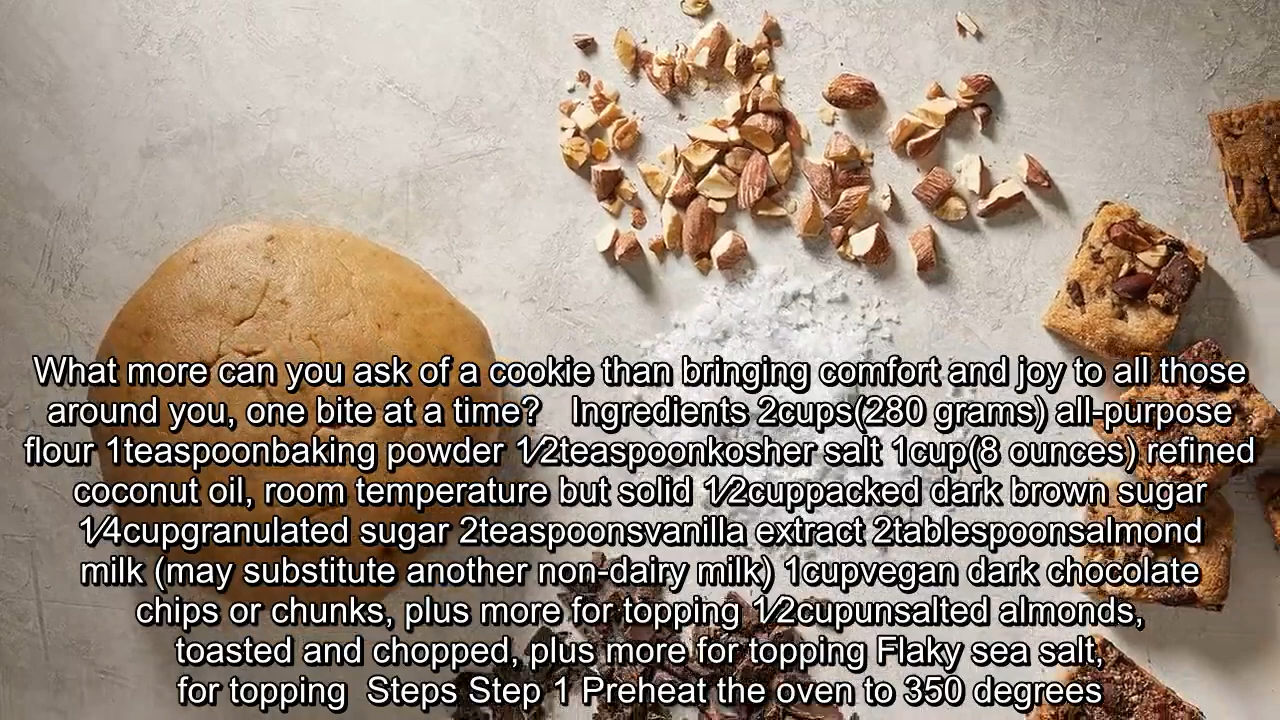 What more can you ask of a cookie than bringing comfort and joy to all those
around you, one bite at a time?   Ingredients 2cups(280 grams) all-purpose
flour 1teaspoonbaking powder 1⁄2teaspoonkosher salt 1cup(8 ounces) refined
coconut oil, room temperature but solid 1⁄2cuppacked dark brown sugar
1⁄4cupgranulated sugar 2teaspoonsvanilla extract 2tablespoonsalmond
milk (may substitute another non-dairy milk) 1cupvegan dark chocolate
chips or chunks, plus more for topping 1⁄2cupunsalted almonds,
toasted and chopped, plus more for topping Flaky sea salt,
for topping  Steps Step 1 Preheat the oven to 350 degrees